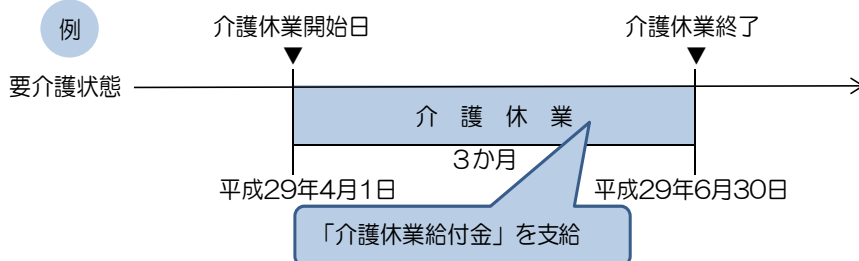 例
介護休業開始日
介護休業終了
▼
▼
要介護状態
介 護 休 業
３か月
平成29年4月1日
平成29年6月30日
「介護休業給付金」を支給